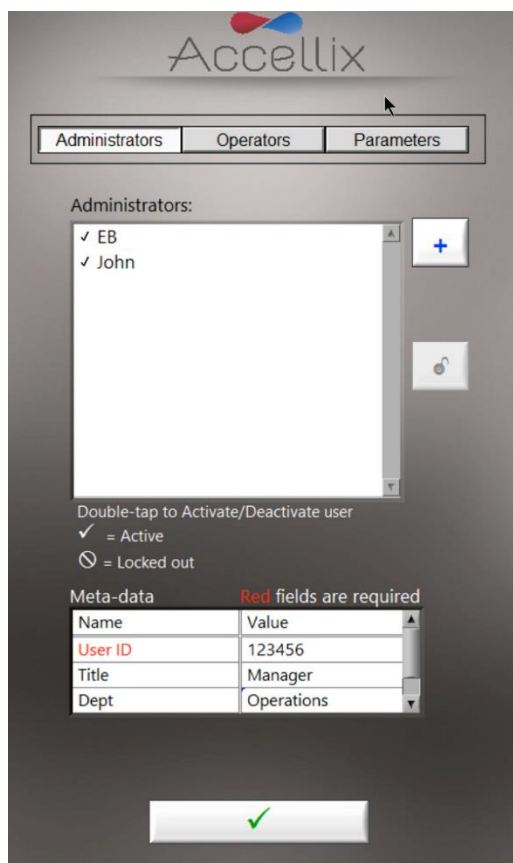 Accellix
Administrators Operators Parameters
Administrators:
✓ EB
✓ John
+
Double-tap to Activate/Deactivate user
✓ = Active
🛇 = Locked out
Meta-data Red fields are required
Name Value
User ID 123456
Title Manager
Dept Operations